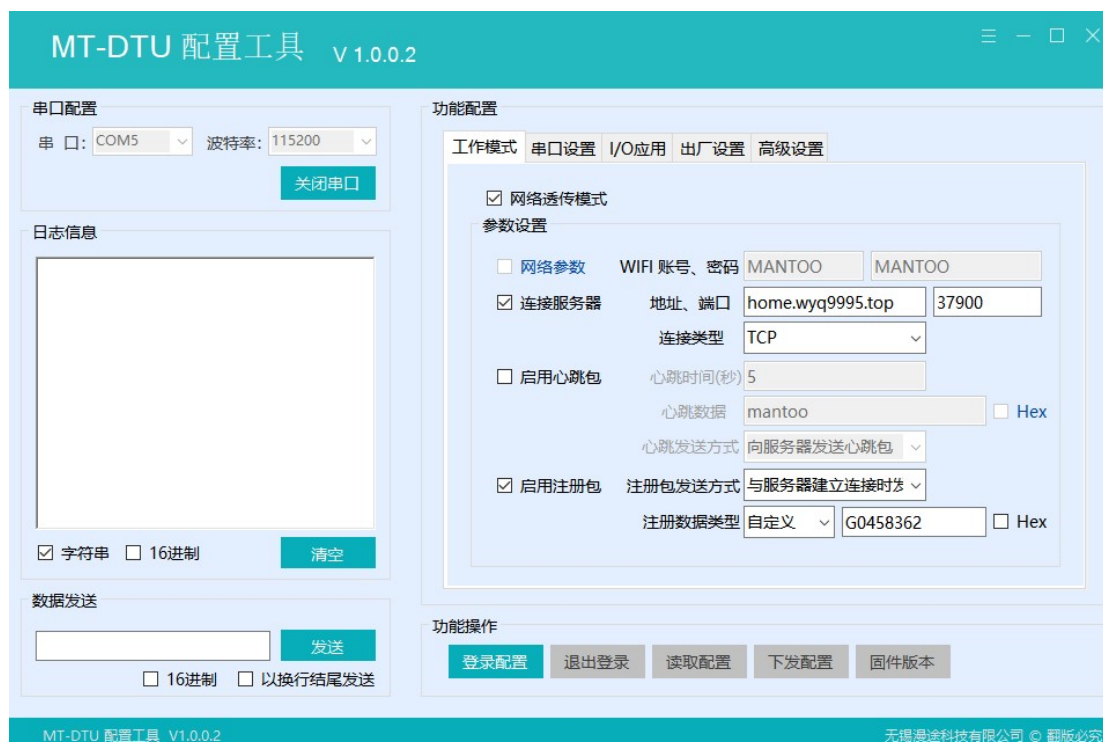 MT-DTU 配置工具 V 1.0.0.2
串口配置
串 口: COM5 波特率: 115200
关闭串口
日志信息
字符串 16进制 清空
数据发送
发送
16进制 以换行结尾发送
功能配置
工作模式 串口设置 I/O应用 出厂设置 高级设置
网络透传模式
参数设置
网络参数 WIFI 账号、密码 MANTOO MANTOO
连接服务器 地址、端口 home.wyq9995.top 37900
连接类型 TCP
启用心跳包 心跳时间(秒) 5
心跳数据 mantoo Hex
心跳发送方式 向服务器发送心跳包
启用注册包 注册包发送方式 与服务器建立连接时发
注册数据类型 自定义 G0458362 Hex
功能操作
登录配置 退出登录 读取配置 下发配置 固件版本
MT-DTU 配置工具 V1.0.0.2 无锡漫途科技有限公司 © 翻版必究